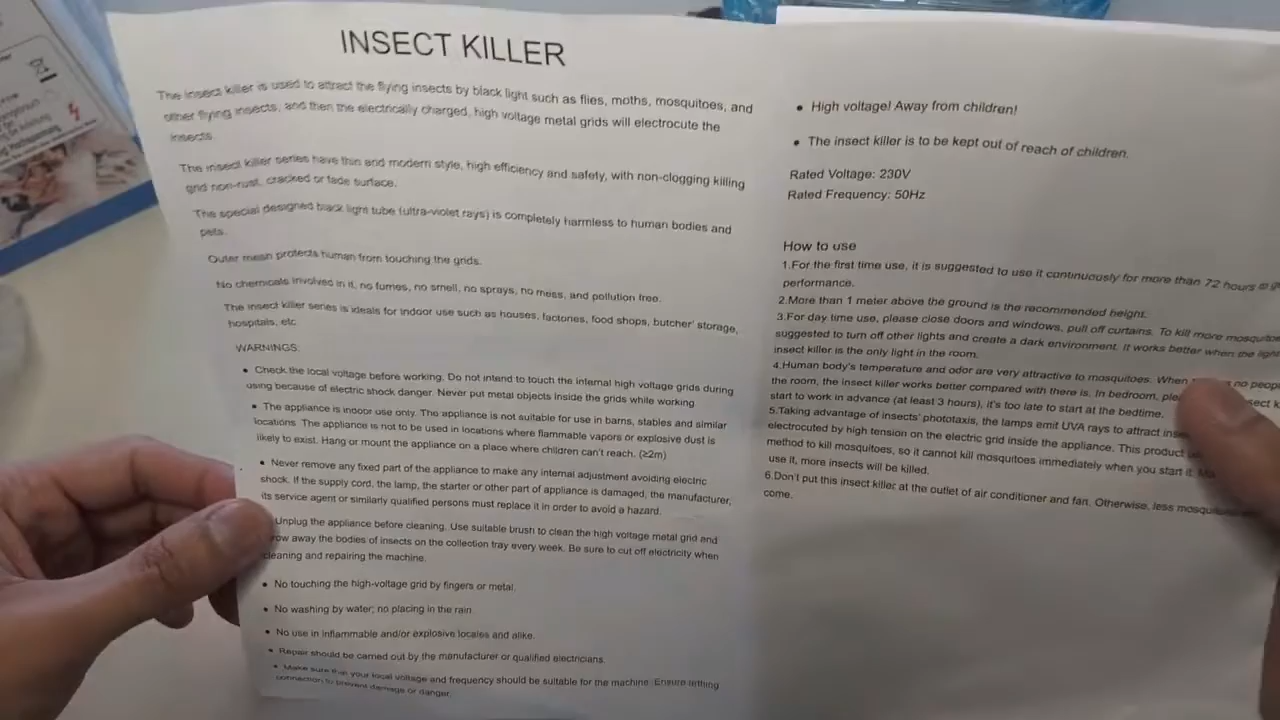 INSECT KILLER
The insect killer is used to attract the flying insects by black light such as flies, moths, mosquitoes, and
other flying insects, and then the electrically charged, high voltage metal grids will electrocute the
insects.
The insect killer series have thin and modern style, high efficiency and safety, with non-clogging killing
grid non-rust, cracked or fade surface.
The special designed black light tube (ultra-violet rays) is completely harmless to human bodies and
pets.
Outer mean protects human from touching the grids.
No chemicals involved in it, no fumes, no smell, no sprays, no mess, and pollution free.
The insect killer series is ideals for indoor use such as houses, factories, food shops, butcher' storage,
hospitals, etc
WARNINGS:
• Check the local voltage before working. Do not intend to touch the internal high voltage grids during
using because of electric shock danger. Never put metal objects inside the grids while working.
• The appliance is indoor use only. The appliance is not suitable for use in barns, stables and similar
locations. The appliance is not to be used in locations where flammable vapors or explosive dust is
likely to exist. Hang or mount the appliance on a place where children can't reach. (≥2m)
• Never remove any fixed part of the appliance to make any internal adjustment avoiding electric
shock. If the supply cord, the lamp, the starter or other part of appliance is damaged, the manufacturer,
its service agent or similarly qualified persons must replace it in order to avoid a hazard.
Unplug the appliance before cleaning. Use suitable brush to clean the high voltage metal grid and
away the bodies of insects on the collection tray every week. Be sure to cut off electricity when
cleaning and repairing the machine.
• No touching the high-voltage grid by fingers or metal.
• No washing by water; no placing in the rain.
• No use in inflammable and/or explosive locales and alike.
• Repair should be carried out by the manufacturer or qualified electricians.
• Make sure that your local voltage and frequency should be suitable for the machine. Ensure
connection to prevent damage or danger.
• High voltage! Away from children!
• The insect killer is to be kept out of reach of children.
Rated Voltage: 230V
Rated Frequency: 50Hz
How to use
1.For the first time use, it is suggested to use it continuously for more than 72 hours
performance.
2.More than 1 meter above the ground is the recommended height.
3.For day time use, please close doors and windows, pull off curtains. To kill more
suggested to turn off other lights and create a dark environment. It works better when the
insect killer is the only light in the room.
4.Human body's temperature and odor are very attractive to mosquitoes. When no
the room, the insect killer works better compared with there is. In bedroom,
start to work in advance (at least 3 hours), it's too late to start at the bedtime.
5.Taking advantage of insects' phototaxis, the lamps emit UVA rays to attract
electrocuted by high tension on the electric grid inside the appliance. This product
method to kill mosquitoes, so it cannot kill mosquitoes immediately when you start it.
use it, more insects will be killed.
6.Don't put this insect killer at the outlet of air conditioner and fan. Otherwise, less
come.